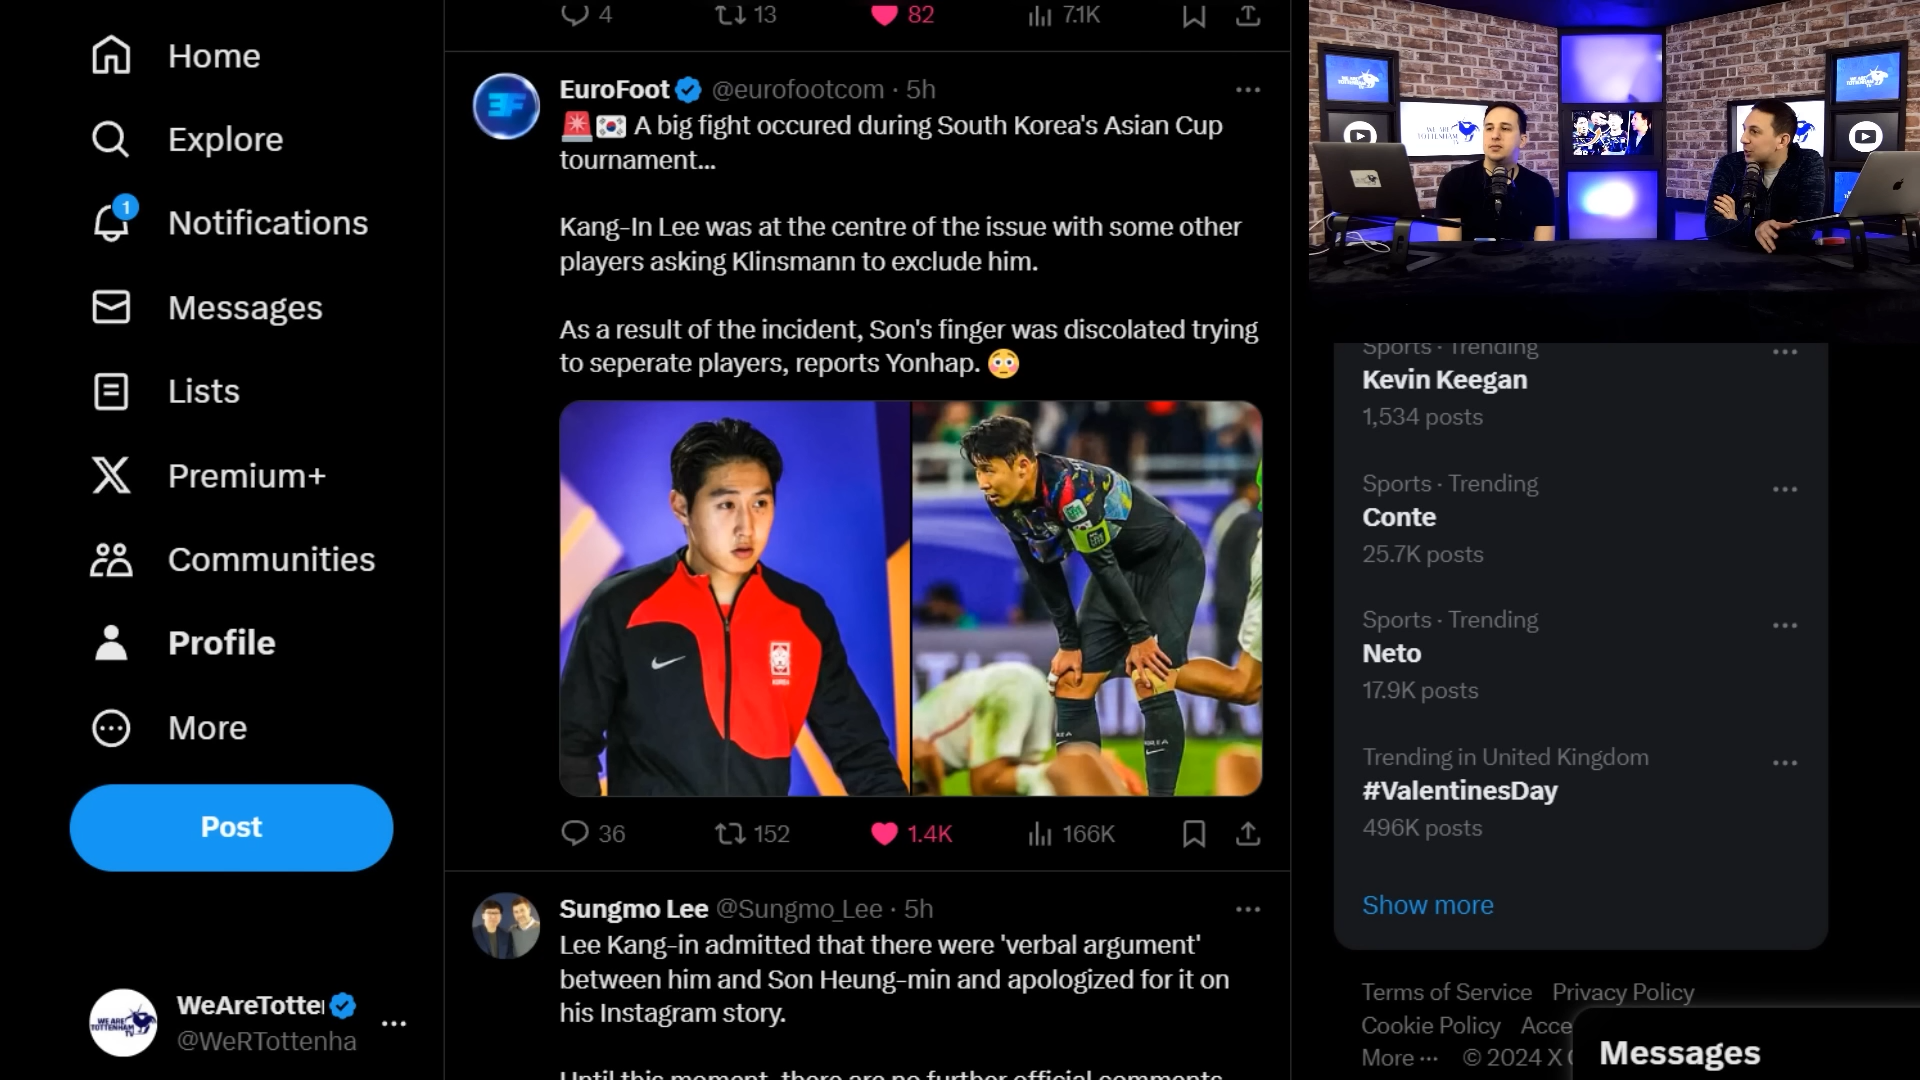 Home
Explore
1
Notifications
Messages
Lists
Premium+
Communities
Profile
More
Post
WeAreTotte
@WeRTottenha
4
13
82
7.1K
EuroFoot @eurofootcom · 5h
A big fight occured during South Korea's Asian Cup
tournament...
Kang-In Lee was at the centre of the issue with some other
players asking Klinsmann to exclude him.
As a result of the incident, Son's finger was discolated trying
to seperate players, reports Yonhap.
36
152
1.4K
166K
Sungmo Lee @Sungmo_Lee · 5h
Lee Kang-in admitted that there were 'verbal argument'
between him and Son Heung-min and apologized for it on
his Instagram story.
Until this moment, there are no further official comments
Sports · Trending
Kevin Keegan
1,534 posts
Sports · Trending
Conte
25.7K posts
Sports · Trending
Neto
17.9K posts
Trending in United Kingdom
#ValentinesDay
496K posts
Show more
Terms of Service Privacy Policy
Cookie Policy Acce
More ··· © 2024 X
Messages
WE ARE
TOTTENHAM